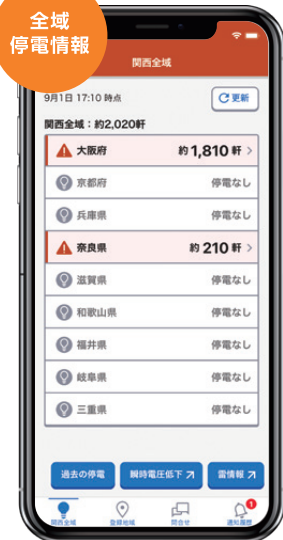 全域
停電情報
関西全域
9月1日 17:10 時点
更新
関西全域：約2,020軒
大阪府 約1,810軒
京都府 停電なし
兵庫県 停電なし
奈良県 約210軒
滋賀県 停電なし
和歌山県 停電なし
福井県 停電なし
岐阜県 停電なし
三重県 停電なし
過去の停電 瞬時電圧低下 雷情報
関西全域 登録地域 問合せ 通知履歴